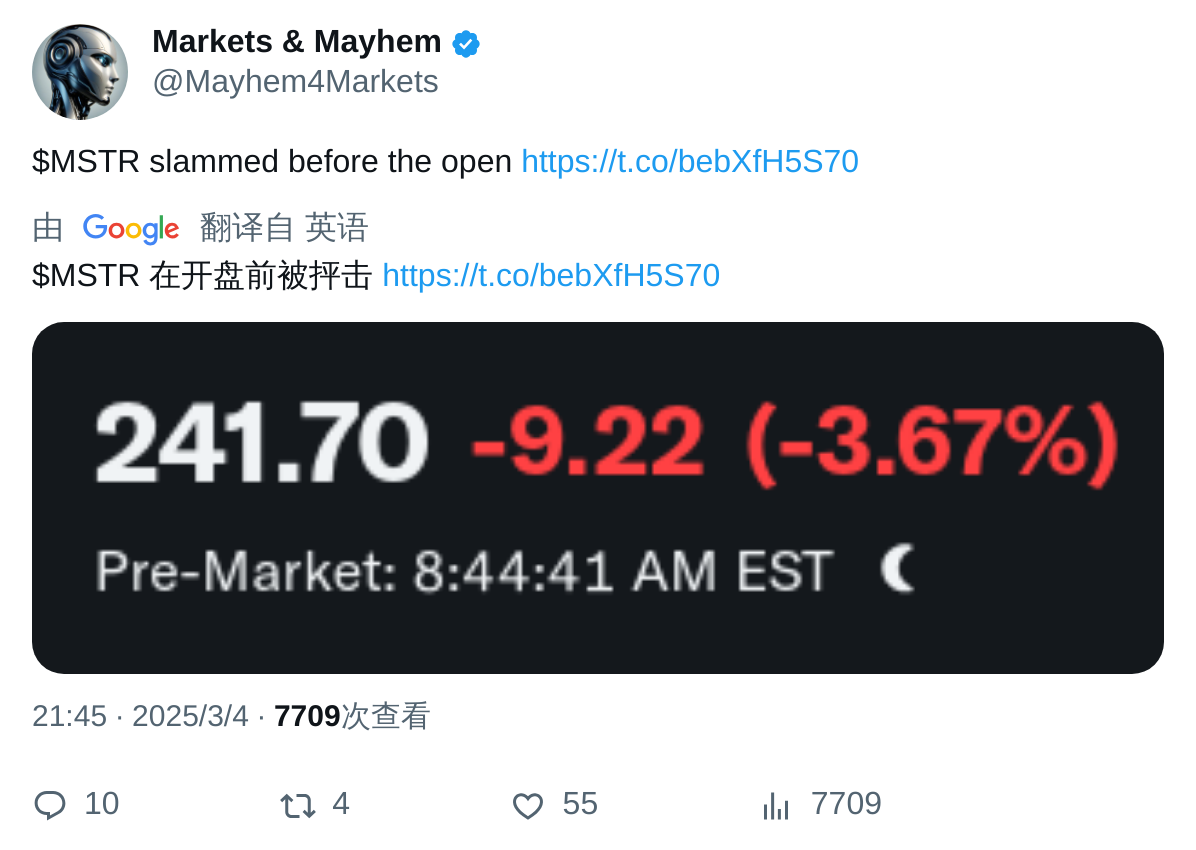 Markets & Mayhem
@Mayhem4Markets
$MSTR slammed before the open https://t.co/bebXfH5S70
由 Google 翻译自 英语
$MSTR 在开盘前被抨击 https://t.co/bebXfH5S70
241.70 -9.22 (-3.67%)
Pre-Market: 8:44:41 AM EST
21:45 · 2025/3/4 · 7709次查看
10 4 55 7709